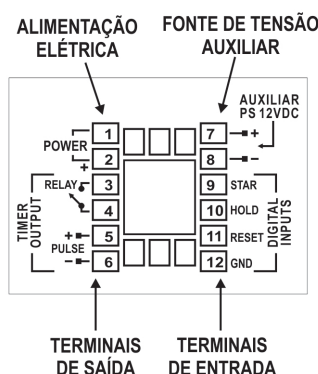 ALIMENTAÇÃO
ELÉTRICA
FONTE DE TENSÃO
AUXILIAR
AUXILIAR
PS 12VDC
POWER
+
1
2
7
+
8
−
TIMER
OUTPUT
RELAY
3
4
+
5
PULSE
−
6
9
STAR
10
HOLD
11
RESET
12
GND
DIGITAL
INPUTS
TERMINAIS
DE SAÍDA
TERMINAIS
DE ENTRADA